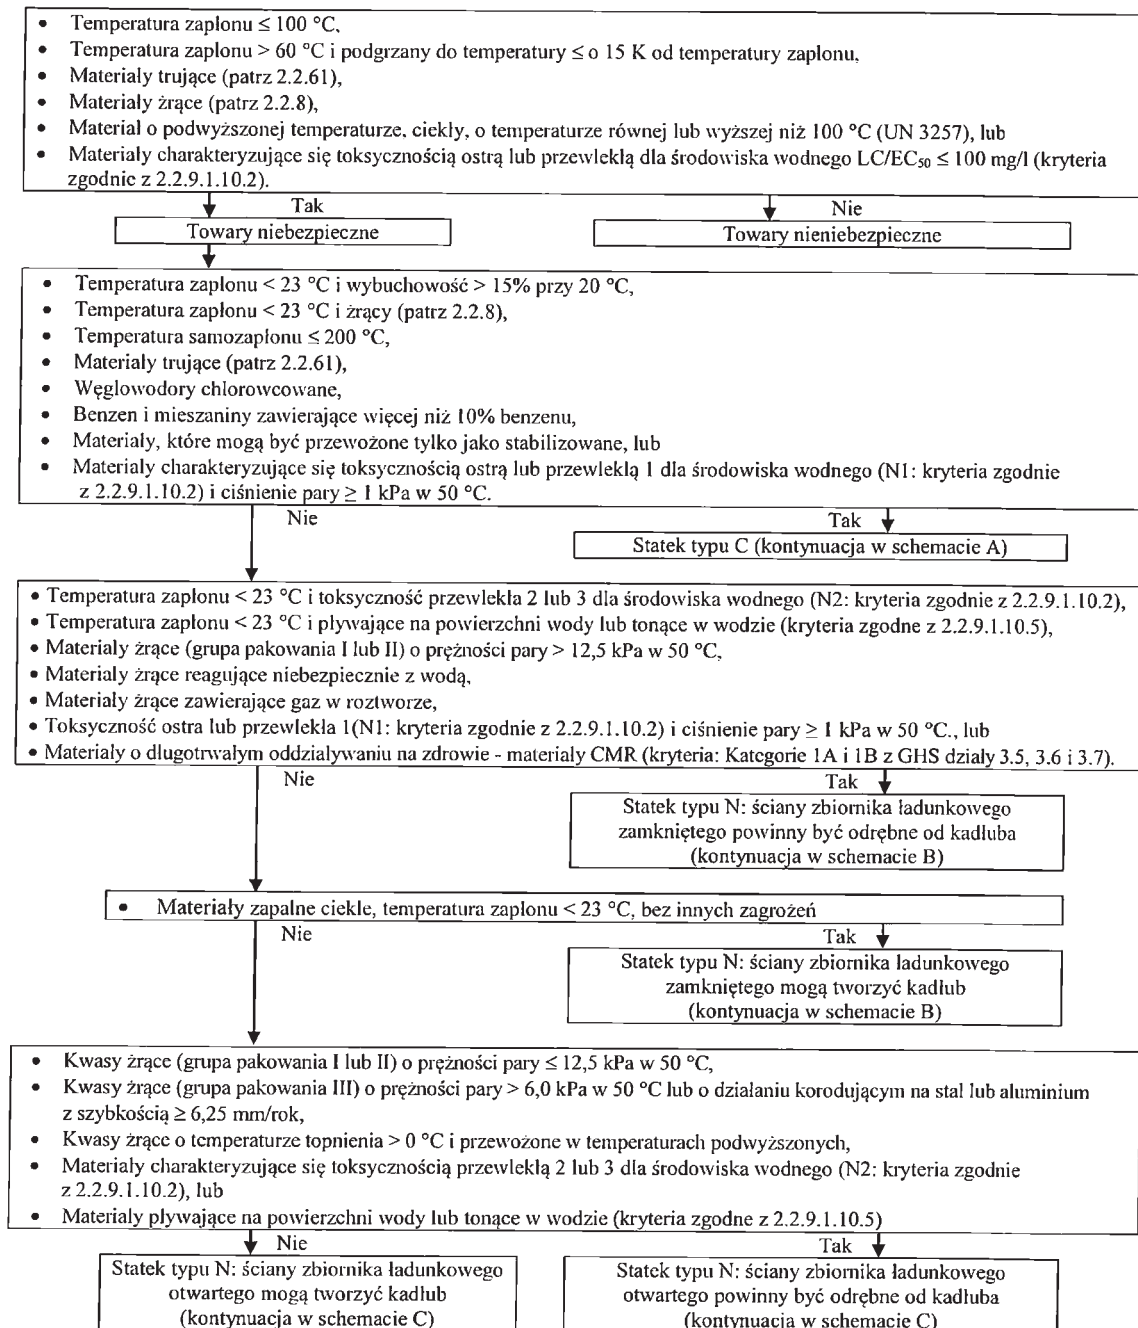 • Temperatura zapłonu ≤ 100 °C,
• Temperatura zapłonu > 60 °C i podgrzany do temperatury ≤ o 15 K od temperatury zapłonu,
• Materiały trujące (patrz 2.2.61),
• Materiały żrące (patrz 2.2.8),
• Materiał o podwyższonej temperaturze, ciekły, o temperaturze równej lub wyższej niż 100 °C (UN 3257), lub
• Materiały charakteryzujące się toksycznością ostrą lub przewlekłą dla środowiska wodnego LC/EC₅₀ ≤ 100 mg/l (kryteria
zgodnie z 2.2.9.1.10.2).
Tak Nie
Towary niebezpieczne Towary nieniebezpieczne
• Temperatura zapłonu < 23 °C i wybuchowość > 15% przy 20 °C,
• Temperatura zapłonu < 23 °C i żrący (patrz 2.2.8),
• Temperatura samozapłonu ≤ 200 °C,
• Materiały trujące (patrz 2.2.61),
• Węglowodory chlorowcowane,
• Benzen i mieszaniny zawierające więcej niż 10% benzenu,
• Materiały, które mogą być przewożone tylko jako stabilizowane, lub
• Materiały charakteryzujące się toksycznością ostrą lub przewlekłą 1 dla środowiska wodnego (N1: kryteria zgodnie
z 2.2.9.1.10.2) i ciśnienie pary ≥ 1 kPa w 50 °C.
Nie Tak
Statek typu C (kontynuacja w schemacie A)
• Temperatura zapłonu < 23 °C i toksyczność przewlekła 2 lub 3 dla środowiska wodnego (N2: kryteria zgodnie z 2.2.9.1.10.2),
• Temperatura zapłonu < 23 °C i pływające na powierzchni wody lub tonące w wodzie (kryteria zgodne z 2.2.9.1.10.5),
• Materiały żrące (grupa pakowania I lub II) o prężności pary > 12,5 kPa w 50 °C,
• Materiały żrące reagujące niebezpiecznie z wodą,
• Materiały żrące zawierające gaz w roztworze,
• Toksyczność ostra lub przewlekła 1(N1: kryteria zgodnie z 2.2.9.1.10.2) i ciśnienie pary ≥ 1 kPa w 50 °C., lub
• Materiały o długotrwałym oddziaływaniu na zdrowie - materiały CMR (kryteria: Kategorie 1A i 1B z GHS działy 3.5, 3.6 i 3.7).
Nie Tak
Statek typu N: ściany zbiornika ładunkowego
zamkniętego powinny być odrębne od kadłuba
(kontynuacja w schemacie B)
• Materiały zapalne ciekłe, temperatura zapłonu < 23 °C, bez innych zagrożeń
Nie Tak
Statek typu N: ściany zbiornika ładunkowego
zamkniętego mogą tworzyć kadłub
(kontynuacja w schemacie B)
• Kwasy żrące (grupa pakowania I lub II) o prężności pary ≤ 12,5 kPa w 50 °C,
• Kwasy żrące (grupa pakowania III) o prężności pary > 6,0 kPa w 50 °C lub o działaniu korodującym na stal lub aluminium
z szybkością ≥ 6,25 mm/rok,
• Kwasy żrące o temperaturze topnienia > 0 °C i przewożone w temperaturach podwyższonych,
• Materiały charakteryzujące się toksycznością przewlekłą 2 lub 3 dla środowiska wodnego (N2: kryteria zgodnie
z 2.2.9.1.10.2), lub
• Materiały pływające na powierzchni wody lub tonące w wodzie (kryteria zgodne z 2.2.9.1.10.5)
Nie Tak
Statek typu N: ściany zbiornika ładunkowego
otwartego mogą tworzyć kadłub
(kontynuacja w schemacie C)
Statek typu N: ściany zbiornika ładunkowego
otwartego powinny być odrębne od kadłuba
(kontynuacja w schemacie C)